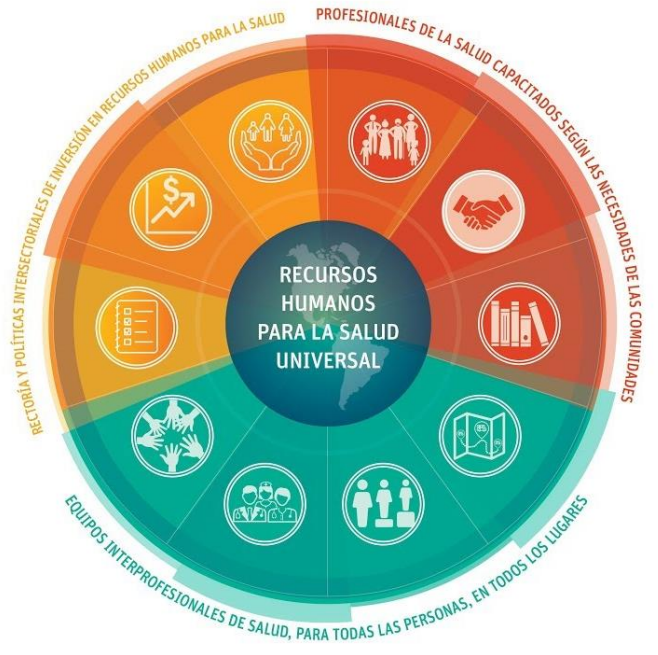 RECTORÍA Y POLÍTICAS INTERSECTORIALES DE INVERSIÓN EN RECURSOS HUMANOS PARA LA SALUD
PROFESIONALES DE LA SALUD CAPACITADOS SEGÚN LAS NECESIDADES DE LAS COMUNIDADES
$
RECURSOS
HUMANOS
PARA LA SALUD
UNIVERSAL
EQUIPOS INTERPROFESIONALES DE SALUD, PARA TODAS LAS PERSONAS, EN TODOS LOS LUGARES